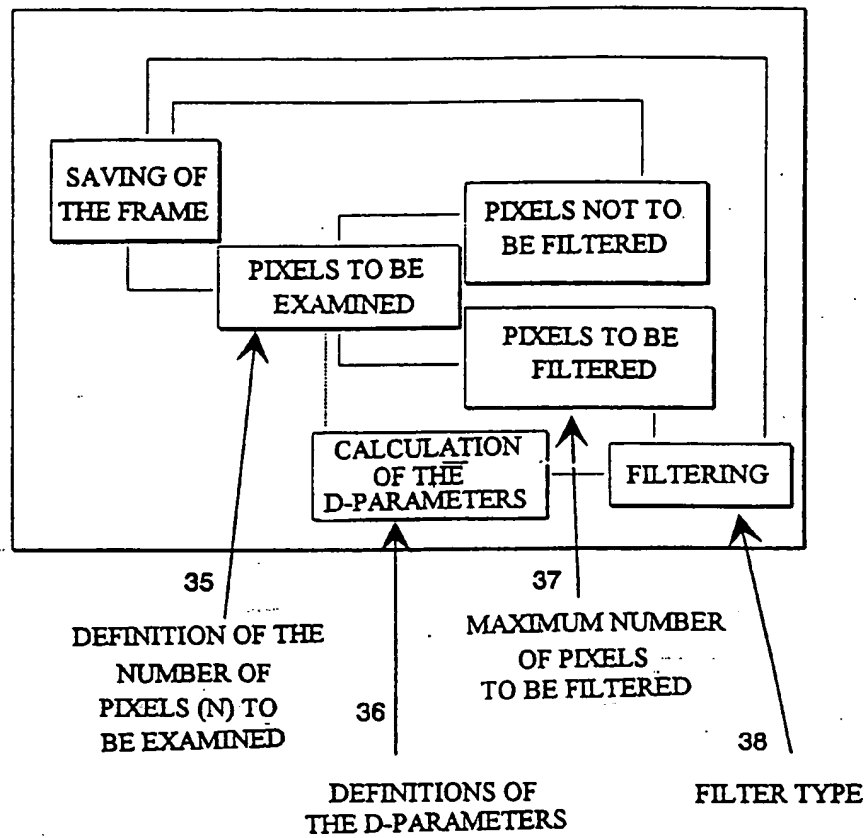 SAVING OF
THE FRAME
PIXELS NOT TO
BE FILTERED
PIXELS TO BE
EXAMINED
PIXELS TO BE
FILTERED
CALCULATION
OF THE
D-PARAMETERS
FILTERING
35
DEFINITION OF THE
NUMBER OF
PIXELS (N) TO
BE EXAMINED
36
DEFINITIONS OF
THE D-PARAMETERS
37
MAXIMUM NUMBER
OF PIXELS
TO BE FILTERED
38
FILTER TYPE